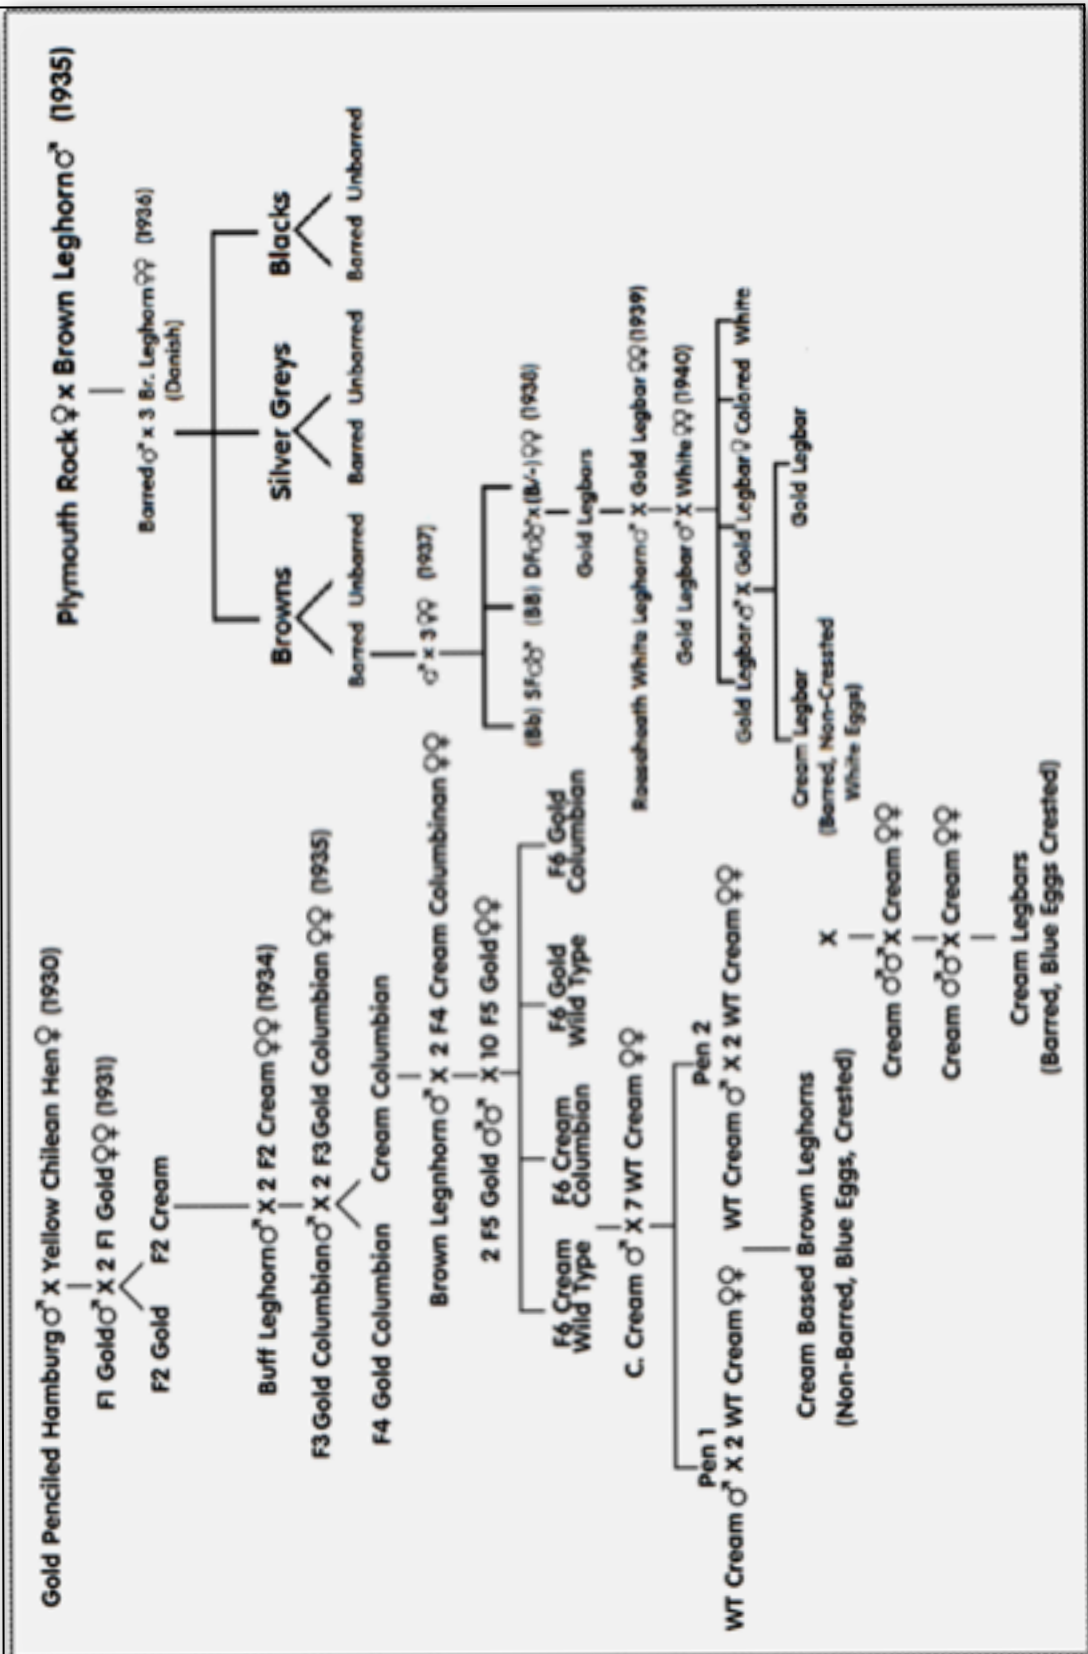 Gold Penciled Hamburg♂ X Yellow Chilean Hen♀ (1930)
F1 Gold♂ X 2 F1 Gold♀♀ (1931)
F2 Gold F2 Cream
Buff Leghorn♂ X 2 F2 Cream♀♀ (1934)
F3 Gold Columbian♂ X 2 F3 Gold Columbian ♀♀ (1935)
F4 Gold Columbian Cream Columbian
Brown Legnhorn♂ X 2 F4 Cream Columbinan♀♀
2 F5 Gold ♂♂ X 10 F5 Gold♀♀
F6 Cream Wild Type
F6 Cream Columbian
F6 Gold Wild Type
F6 Gold Columbian
C. Cream ♂ X 7 WT Cream ♀♀
Pen 1
WT Cream ♂ X 2 WT Cream♀♀
Pen 2
WT Cream ♂ X 2 WT Cream♀♀
Cream Based Brown Leghorns
(Non-Barred, Blue Eggs, Crested)
Plymouth Rock♀ x Brown Leghorn♂ (1935)
Barred♂ x 3 Br. Leghorn♀♀ (1936)
(Danish)
Browns Silver Greys Blacks
Barred Unbarred Barred Unbarred Barred Unbarred
♂ x 3♀♀ (1937)
(Bb) SF♂♂ (BB) DF♂♂x(B/-)♀♀ (1938)
Gold Legbars
Raeseheath White Leghorn♂ X Gold Legbar♀♀ (1939)
Gold Legbar♂ X White♀♀ (1940)
Gold Legbar♂ X Gold Legbar♀ Colored White
Cream Legbar
(Barred, Non-Cressted
White Eggs)
Gold Legbar
X
Cream ♂♂ X Cream♀♀
Cream ♂♂ X Cream♀♀
Cream Legbars
(Barred, Blue Eggs Crested)